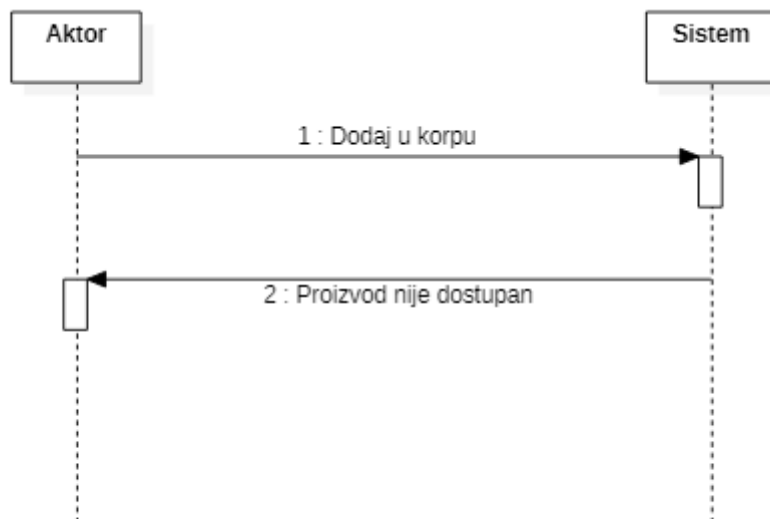 Aktor
Sistem
1 : Dodaj u korpu
2 : Proizvod nije dostupan